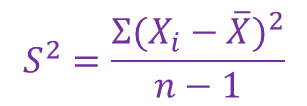 S² = Σ(Xᵢ − X̄)² / n − 1